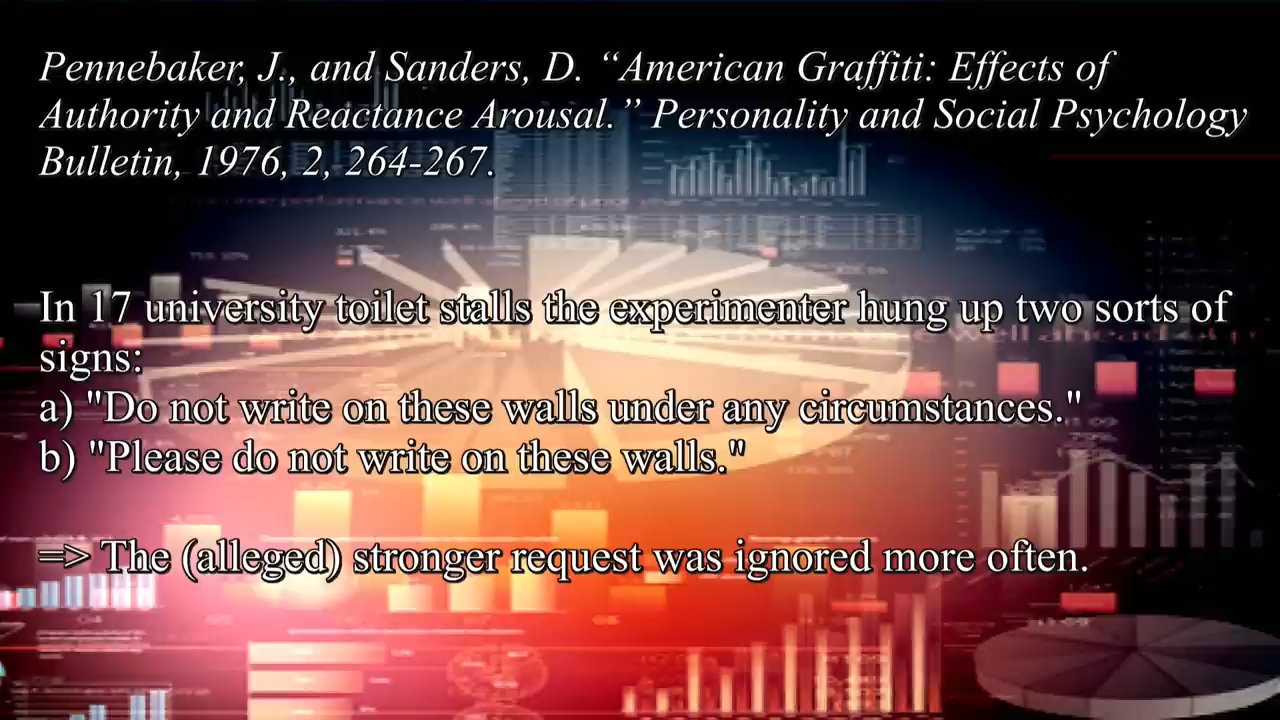 Pennebaker, J., and Sanders, D. “American Graffiti: Effects of
Authority and Reactance Arousal.” Personality and Social Psychology
Bulletin, 1976, 2, 264-267.
In 17 university toilet stalls the experimenter hung up two sorts of
signs:
a) "Do not write on these walls under any circumstances."
b) "Please do not write on these walls."
=> The (alleged) stronger request was ignored more often.